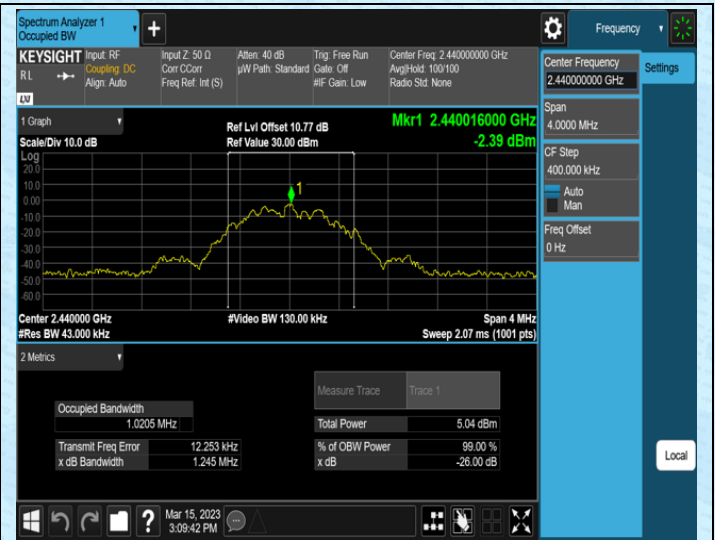 Spectrum Analyzer 1
Occupied BW
+
Frequency
KEYSIGHT
RL
LXI
Input: RF
Coupling: DC
Align: Auto
Input Z: 50 Ω
Corr CCorr
Freq Ref: Int (S)
Atten: 40 dB
µW Path: Standard
Trig: Free Run
Gate: Off
#IF Gain: Low
Center Freq: 2.440000000 GHz
Avg|Hold: 100/100
Radio Std: None
Center Frequency
2.440000000 GHz
Settings
Span
4.0000 MHz
CF Step
400.000 kHz
Auto
Man
Freq Offset
0 Hz
Local
1 Graph
Scale/Div 10.0 dB
Ref Lvl Offset 10.77 dB
Ref Value 30.00 dBm
Mkr1 2.440016000 GHz
-2.39 dBm
Log
20.0
10.0
0.00
-10.0
-20.0
-30.0
-40.0
-50.0
-60.0
1
Center 2.440000 GHz
#Res BW 43.000 kHz
#Video BW 130.00 kHz
Span 4 MHz
Sweep 2.07 ms (1001 pts)
2 Metrics
Measure Trace Trace 1
Occupied Bandwidth
1.0205 MHz
Total Power 5.04 dBm
Transmit Freq Error 12.253 kHz
% of OBW Power 99.00 %
x dB Bandwidth 1.245 MHz
x dB -26.00 dB
?
Mar 15, 2023
3:09:42 PM